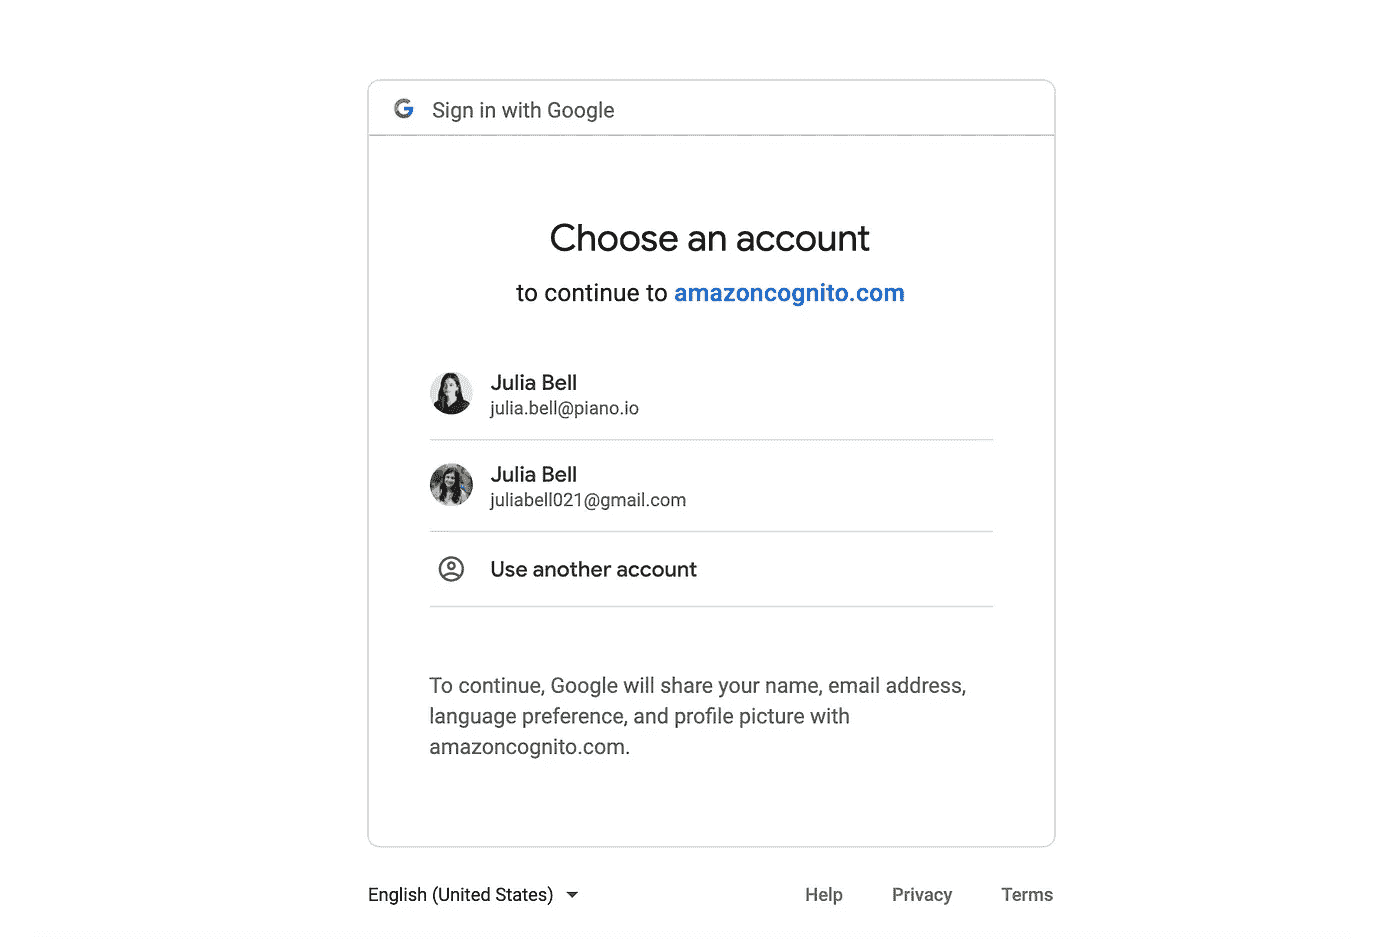 Sign in with Google
Choose an account
to continue to amazoncognito.com
Julia Bell
julia.bell@piano.io
Julia Bell
juliabell021@gmail.com
Use another account
To continue, Google will share your name, email address,
language preference, and profile picture with
amazoncognito.com.
English (United States) Help Privacy Terms